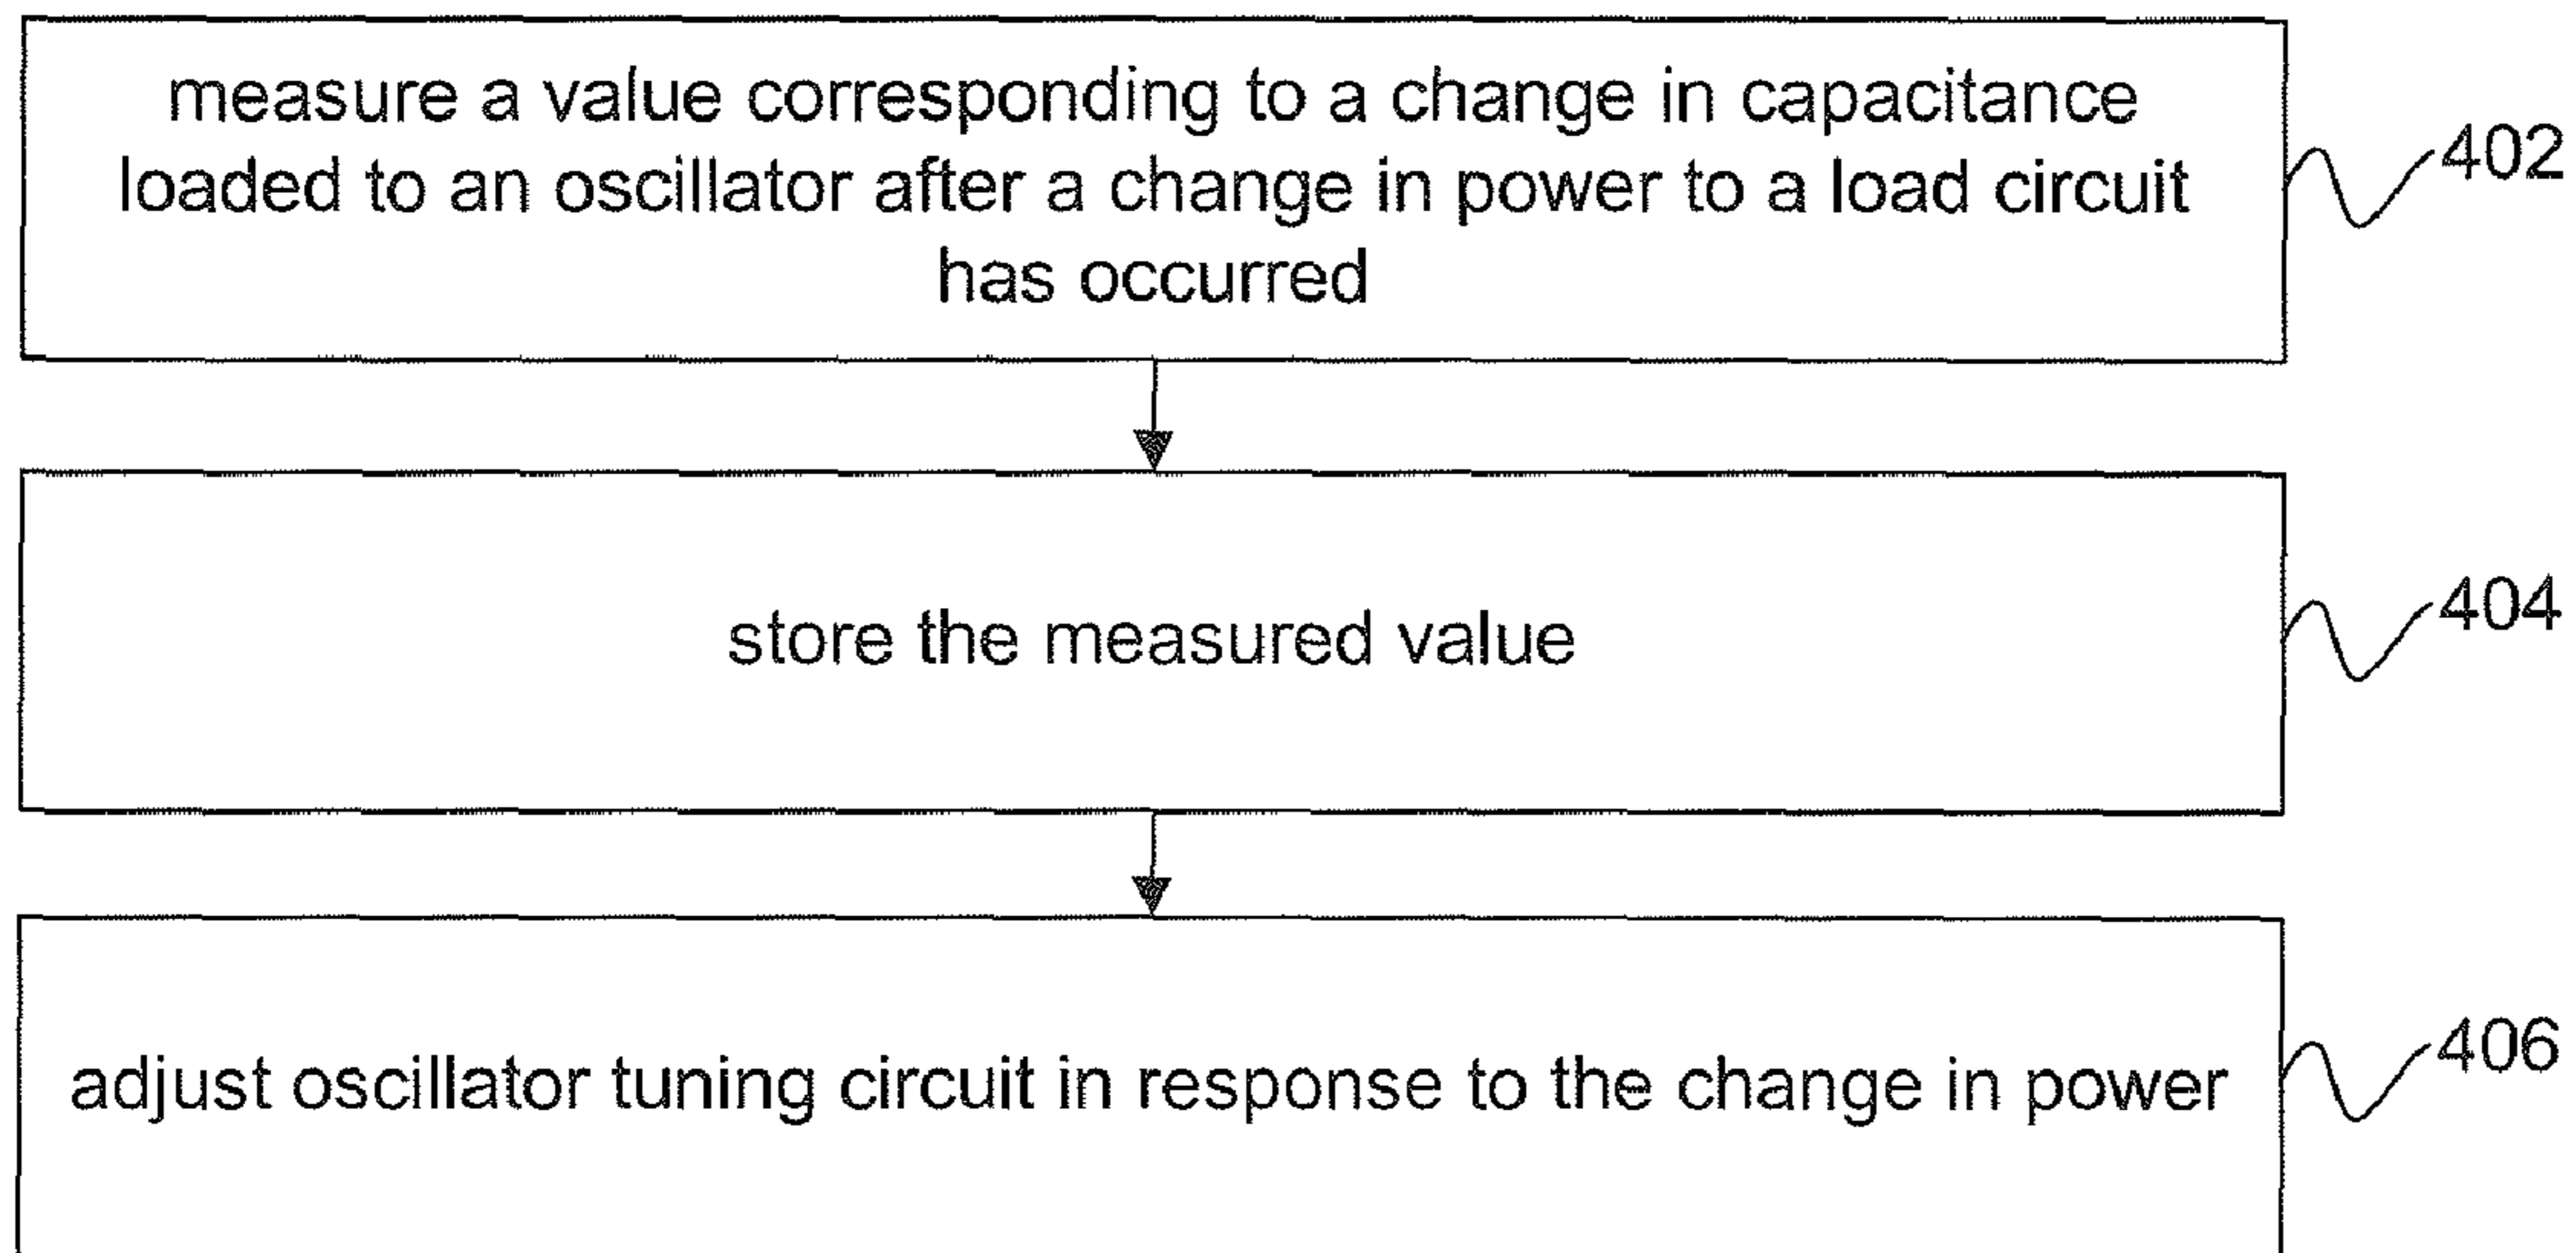 measure a value corresponding to a change in capacitance
loaded to an oscillator after a change in power to a load circuit
has occurred
402
store the measured value
404
adjust oscillator tuning circuit in response to the change in power
406